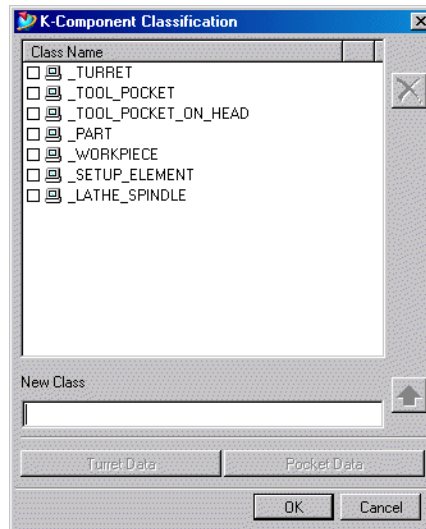 K-Component Classification
Class Name
_TURRET
_TOOL_POCKET
_TOOL_POCKET_ON_HEAD
_PART
_WORKPIECE
_SETUP_ELEMENT
_LATHE_SPINDLE
New Class
Turret Data Pocket Data
OK Cancel